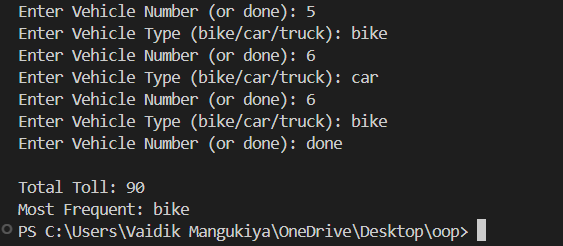 Enter Vehicle Number (or done): 5
Enter Vehicle Type (bike/car/truck): bike
Enter Vehicle Number (or done): 6
Enter Vehicle Type (bike/car/truck): car
Enter Vehicle Number (or done): 6
Enter Vehicle Type (bike/car/truck): bike
Enter Vehicle Number (or done): done

Total Toll: 90
Most Frequent: bike
PS C:\Users\Vaidik Mangukiya\OneDrive\Desktop\oop>